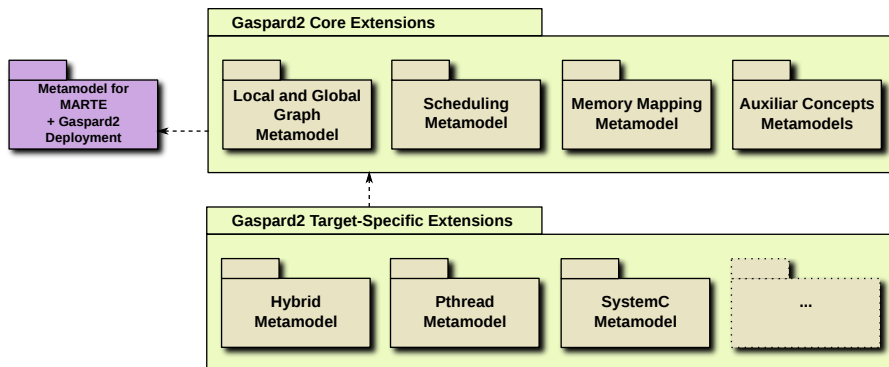 Gaspard2 Core Extensions
Metamodel for
MARTE
+ Gaspard2
Deployment
Local and Global
Graph
Metamodel
Scheduling
Metamodel
Memory Mapping
Metamodel
Auxiliar Concepts
Metamodels
Gaspard2 Target-Specific Extensions
Hybrid
Metamodel
Pthread
Metamodel
SystemC
Metamodel
...